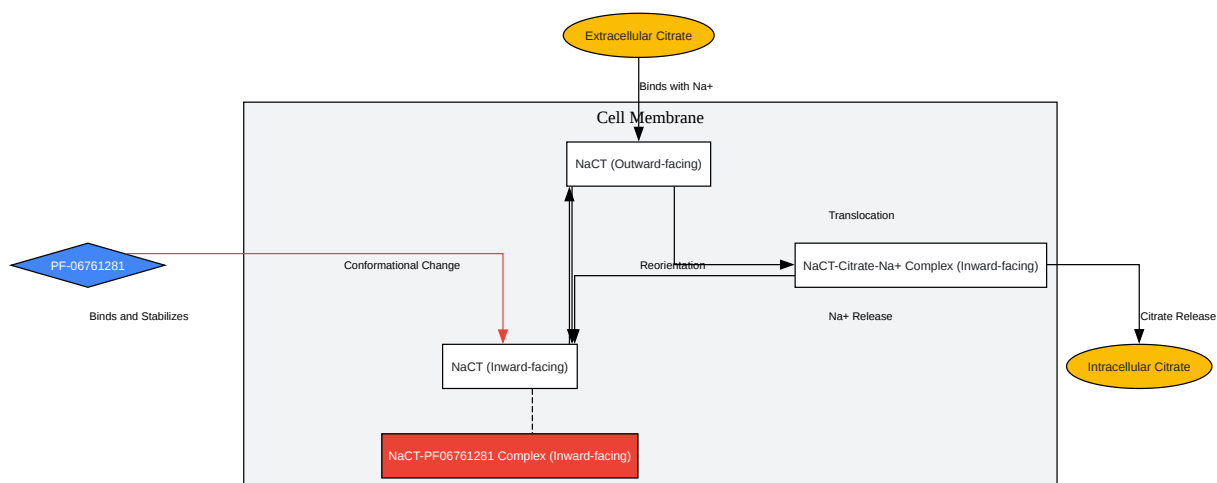 Extracellular Citrate
Binds with Na+
Cell Membrane
NaCT (Outward-facing)
Translocation
PF-06761281
Conformational Change
Reorientation
NaCT-Citrate-Na+ Complex (Inward-facing)
Binds and Stabilizes
Na+ Release
Citrate Release
NaCT (Inward-facing)
Intracellular Citrate
NaCT-PF06761281 Complex (Inward-facing)